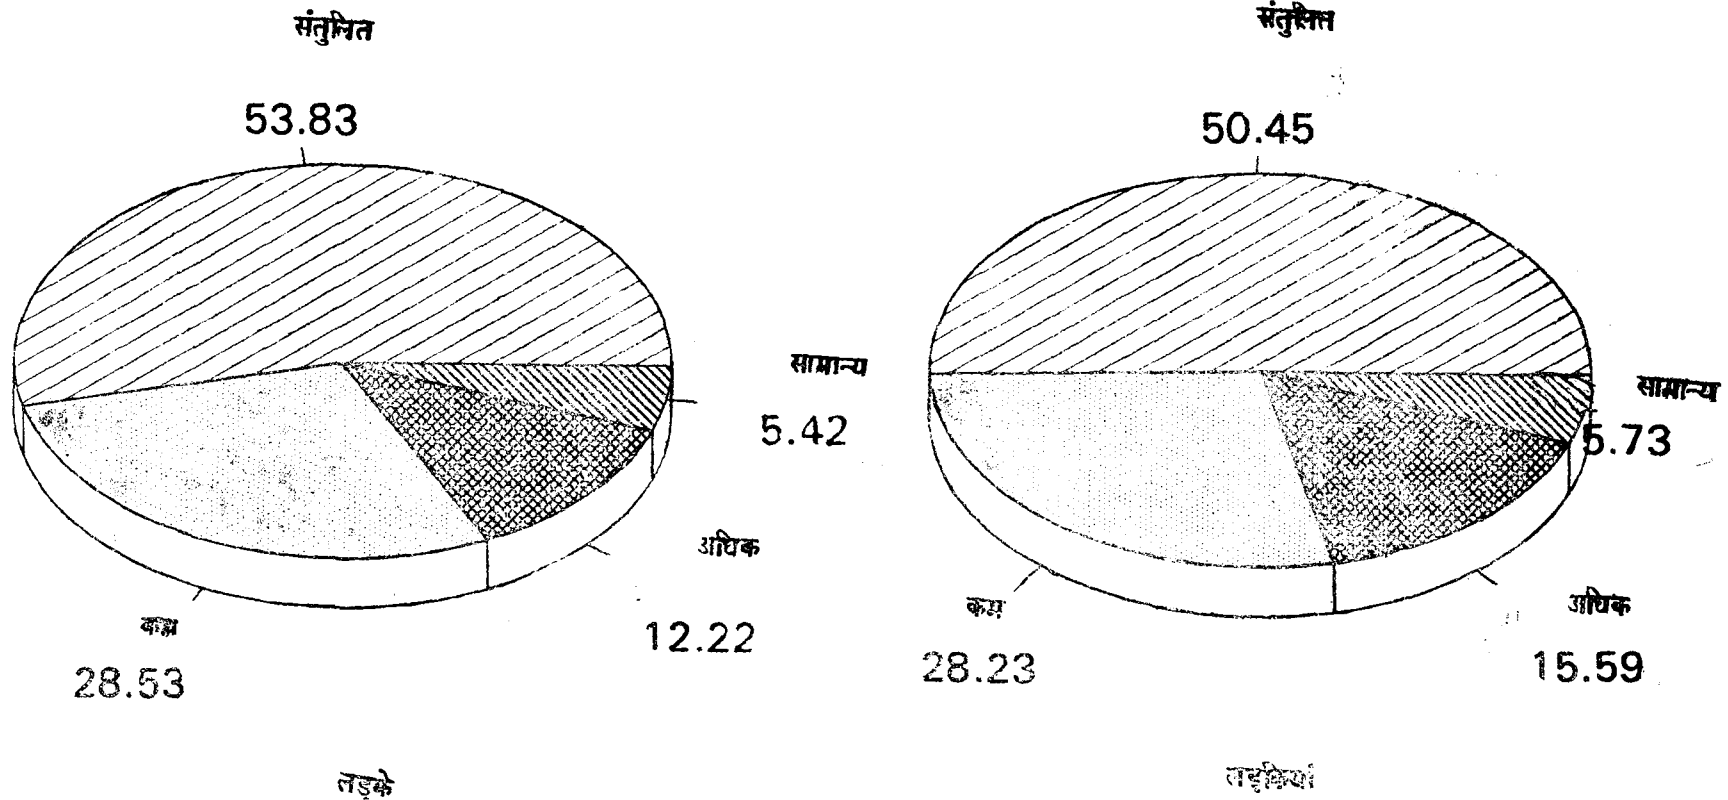 संतुलित
53.83
सामान्य
5.42
अधिक
12.22
कम
28.53
लड़के
संतुलित
50.45
सामान्य
5.73
अधिक
15.59
कम
28.23
लड़कियां